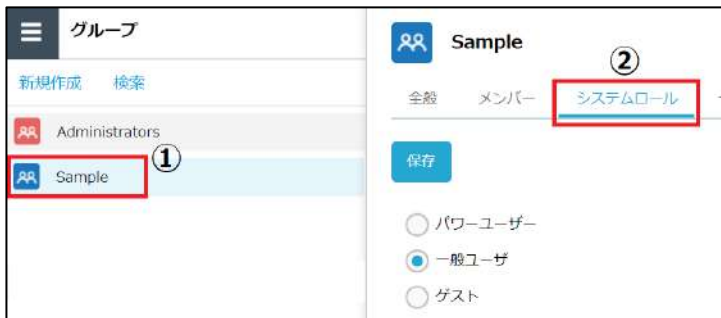 グループ
新規作成 検索
Administrators
①
Sample
Sample
②
全般 メンバー システムロール
保存
パワーユーザー
一般ユーザ
ゲスト